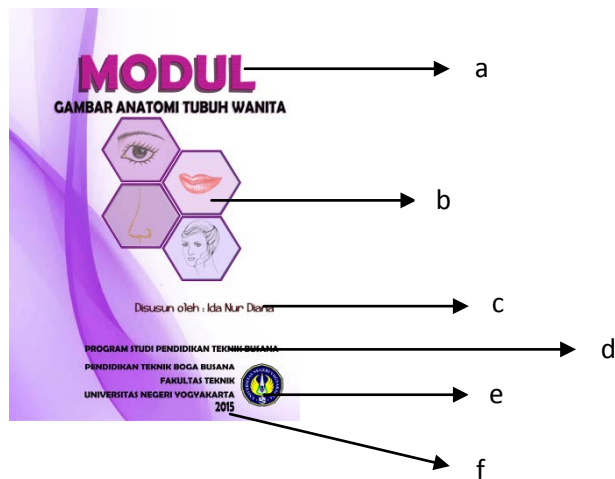 MODUL
GAMBAR ANATOMI TUBUH WANITA
Disusun oleh : Ida Nur Diana
PROGRAM STUDI PENDIDIKAN TEKNIK BUSANA
PENDIDIKAN TEKNIK BOGA BUSANA
FAKULTAS TEKNIK
UNIVERSITAS NEGERI YOGYAKARTA
2015
a
b
c
d
e
f